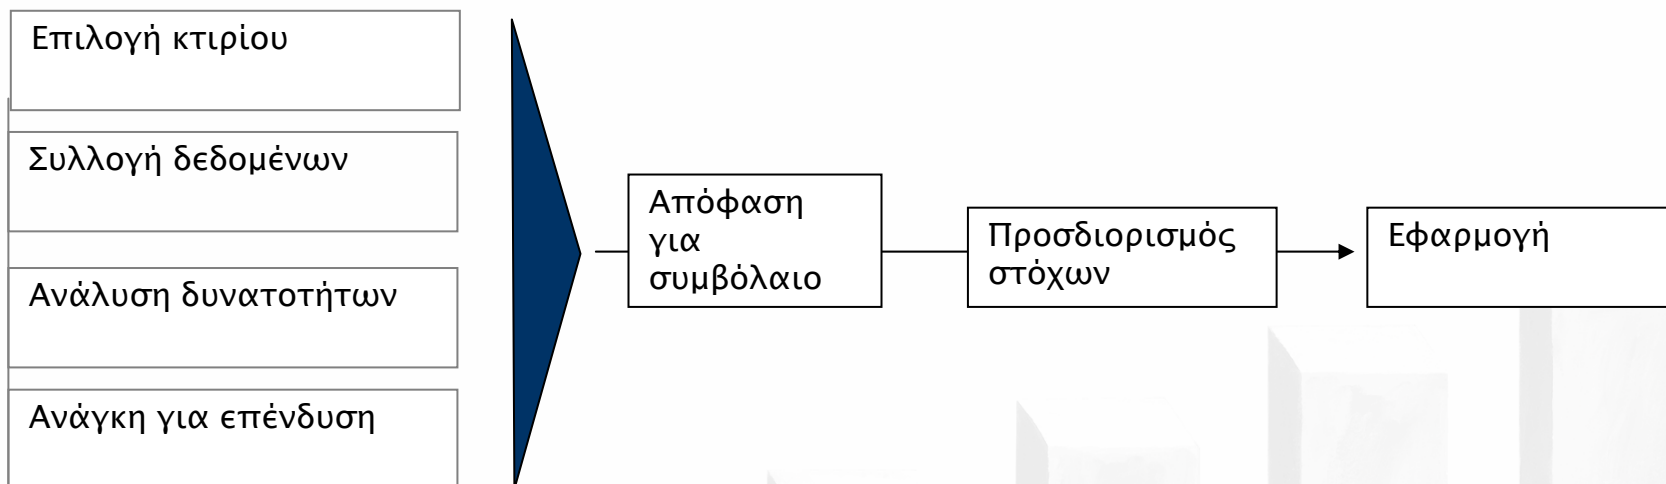 Επιλογή κτιρίου
Συλλογή δεδομένων
Ανάλυση δυνατοτήτων
Ανάγκη για επένδυση
Απόφαση
για
συμβόλαιο
Προσδιορισμός
στόχων
Εφαρμογή